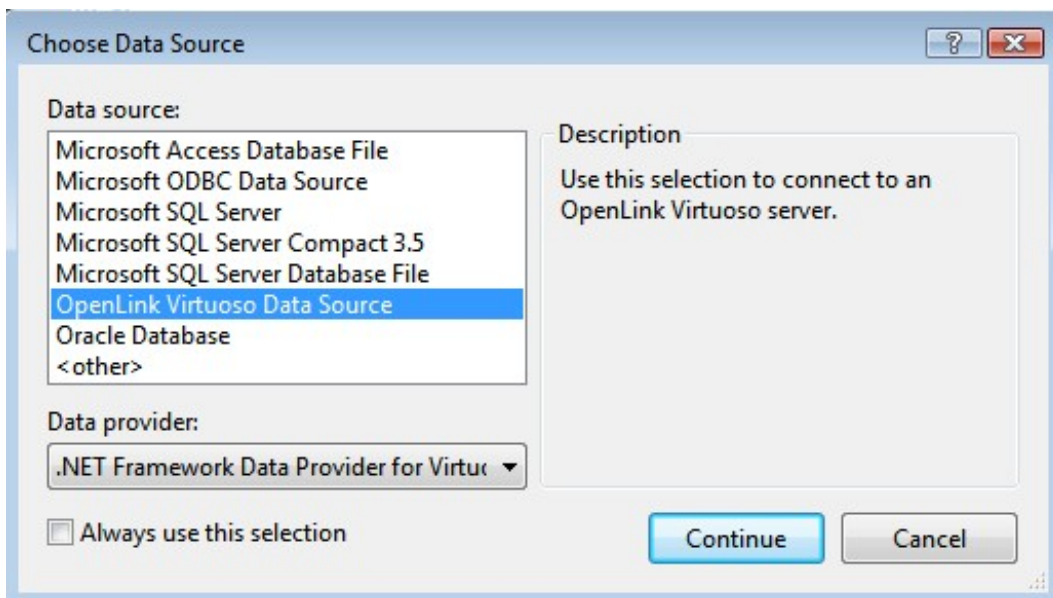 Choose Data Source
Data source:
Microsoft Access Database File
Microsoft ODBC Data Source
Microsoft SQL Server
Microsoft SQL Server Compact 3.5
Microsoft SQL Server Database File
OpenLink Virtuoso Data Source
Oracle Database
<other>
Description
Use this selection to connect to an
OpenLink Virtuoso server.
Data provider:
.NET Framework Data Provider for
Always use this selection
Continue
Cancel